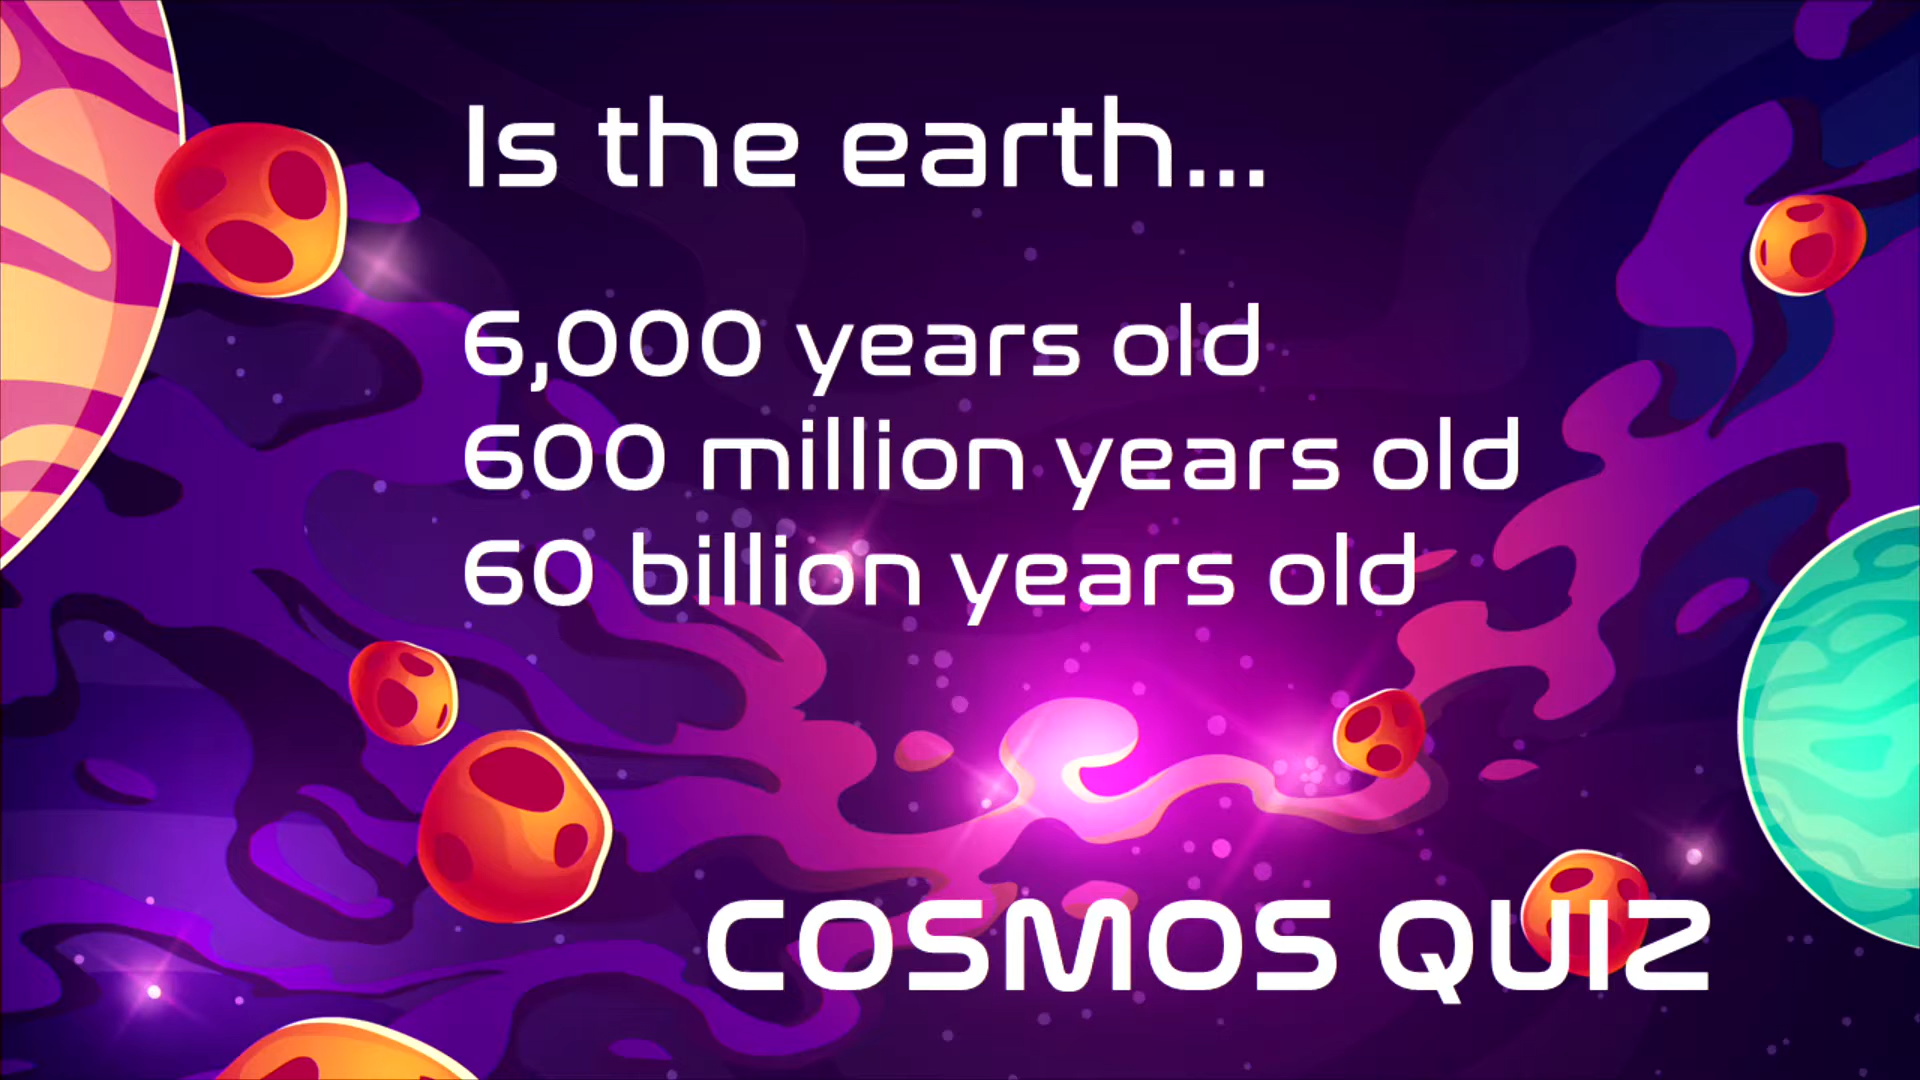 Is the earth...
6,000 years old
600 million years old
60 billion years old
COSMOS QUIZ